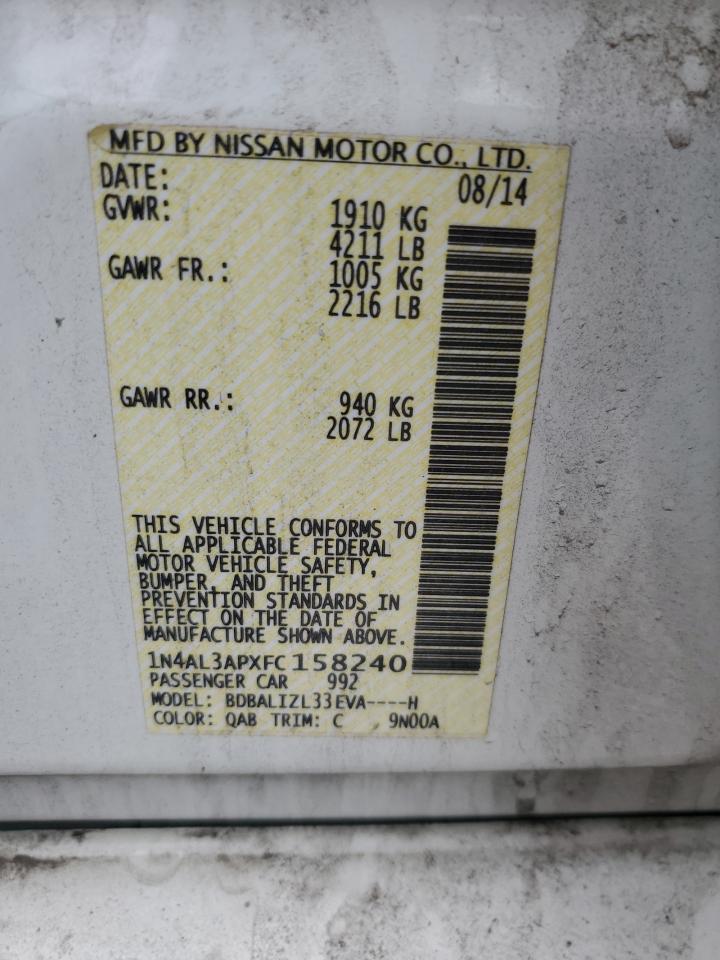 MFD BY NISSAN MOTOR CO., LTD.
DATE: 08/14
GVWR: 1910 KG
4211 LB
GAWR FR.: 1005 KG
2216 LB
GAWR RR.: 940 KG
2072 LB
THIS VEHICLE CONFORMS TO
ALL APPLICABLE FEDERAL
MOTOR VEHICLE SAFETY,
BUMPER, AND THEFT
PREVENTION STANDARDS IN
EFFECT ON THE DATE OF
MANUFACTURE SHOWN ABOVE.
1N4AL3APXFC158240
PASSENGER CAR 992
MODEL: BDBALIZL33EVA----H
COLOR: QAB TRIM: C , 9N00A